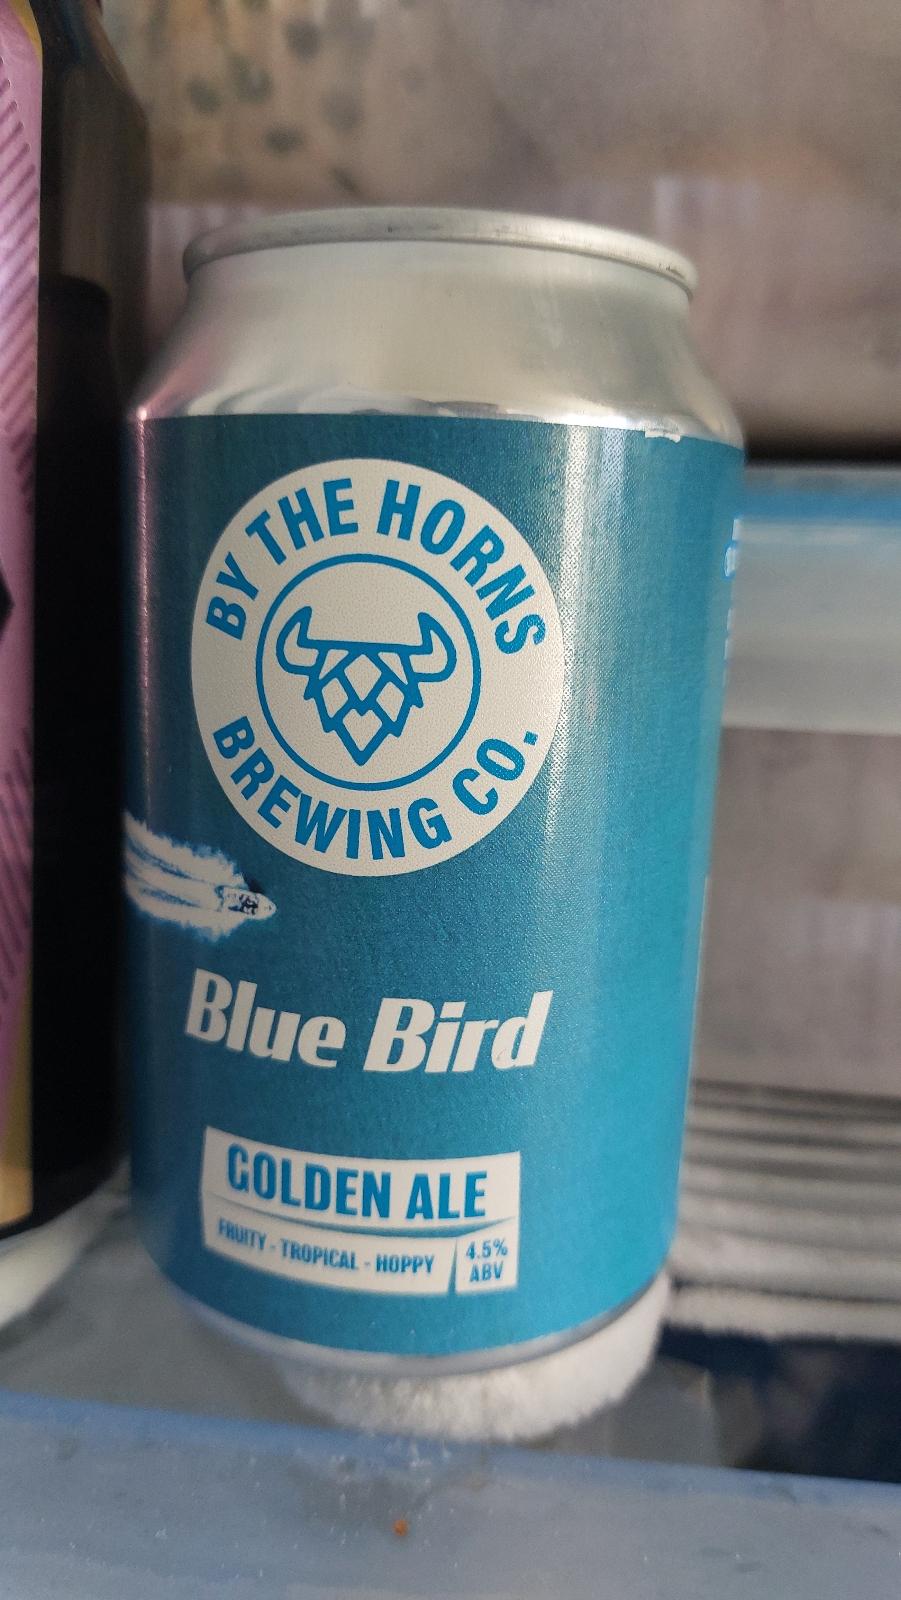 BY THE HORNS
BREWING CO.
Blue Bird
GOLDEN ALE
FRUITY - TROPICAL - HOPPY
4.5%
ABV